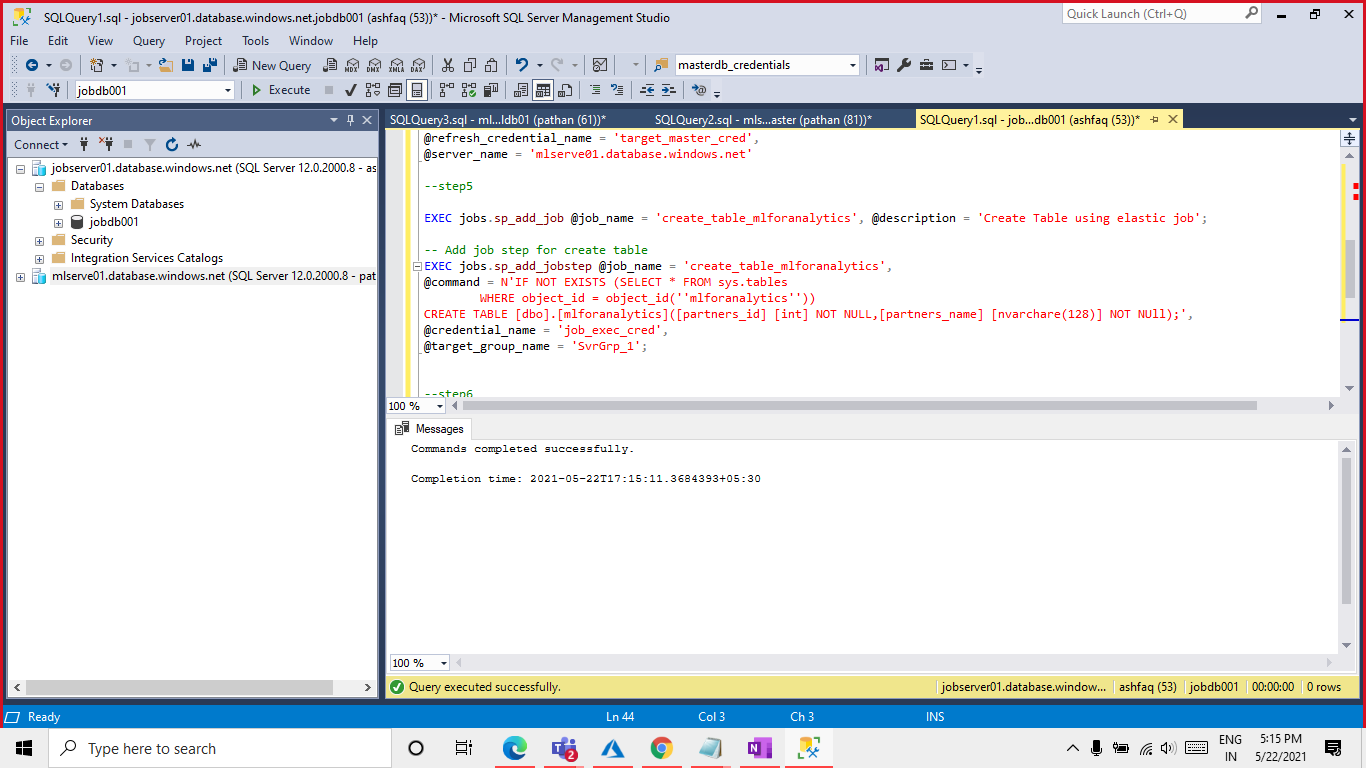 SQLQuery1.sql - jobserver01.database.windows.net.jobdb001 (ashfaq (53))* - Microsoft SQL Server Management Studio
Quick Launch (Ctrl+Q)
File Edit View Query Project Tools Window Help
New Query
MDX DMX XMLA DAX
masterdb_credentials
jobdb001
Execute
Object Explorer
SQLQuery3.sql - ml...ldb01 (pathan (61))*
SQLQuery2.sql - mls...aster (pathan (81))*
SQLQuery1.sql - job...db001 (ashfaq (53))*
Connect
jobserver01.database.windows.net (SQL Server 12.0.2000.8 - as
Databases
System Databases
jobdb001
Security
Integration Services Catalogs
mlserve01.database.windows.net (SQL Server 12.0.2000.8 - pat
@refresh_credential_name = 'target_master_cred',
@server_name = 'mlserve01.database.windows.net'
--step5
EXEC jobs.sp_add_job @job_name = 'create_table_mlforanalytics', @description = 'Create Table using elastic job';
-- Add job step for create table
EXEC jobs.sp_add_jobstep @job_name = 'create_table_mlforanalytics',
@command = N'IF NOT EXISTS (SELECT * FROM sys.tables
WHERE object_id = object_id(''mlforanalytics''))
CREATE TABLE [dbo].[mlforanalytics]([partners_id] [int] NOT NULL,[partners_name] [nvarchar(128)] NOT NUll);',
@credential_name = 'job_exec_cred',
@target_group_name = 'SvrGrp_1';
--step6
100 %
Messages
Commands completed successfully.
Completion time: 2021-05-22T17:15:11.3684393+05:30
100 %
Query executed successfully.
jobserver01.database.window... ashfaq (53) jobdb001 00:00:00 0 rows
Ready
Ln 44 Col 3 Ch 3 INS
Type here to search
2
ENG
IN
5:15 PM
5/22/2021